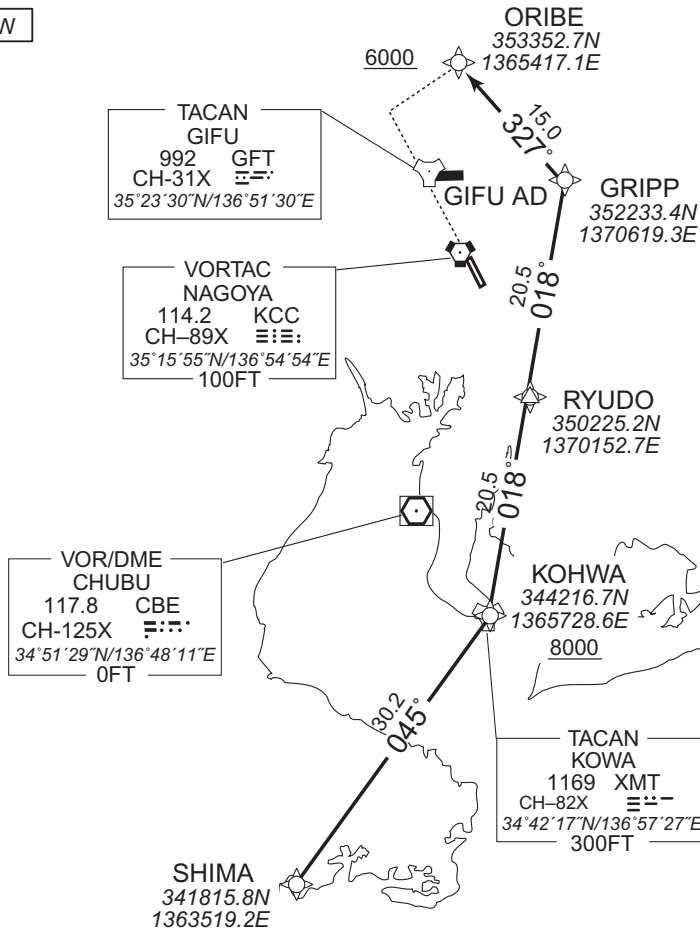 W
ORIBE
353352.7N
1365417.1E
6000
15.0
327°
TACAN
GIFU
992 GFT
CH-31X
35°23´30˝N/136°51´30˝E
GIFU AD
GRIPP
352233.4N
1370619.3E
20.5
018°
VORTAC
NAGOYA
114.2 KCC
CH–89X
35°15´55˝N/136°54´54˝E
100FT
RYUDO
350225.2N
1370152.7E
20.5
018°
VOR/DME
CHUBU
117.8 CBE
CH-125X
34°51´29˝N/136°48´11˝E
0FT
KOHWA
344216.7N
1365728.6E
8000
30.2
045°
TACAN
KOWA
1169 XMT
CH–82X
34°42´17˝N/136°57´27˝E
300FT
SHIMA
341815.8N
1363519.2E